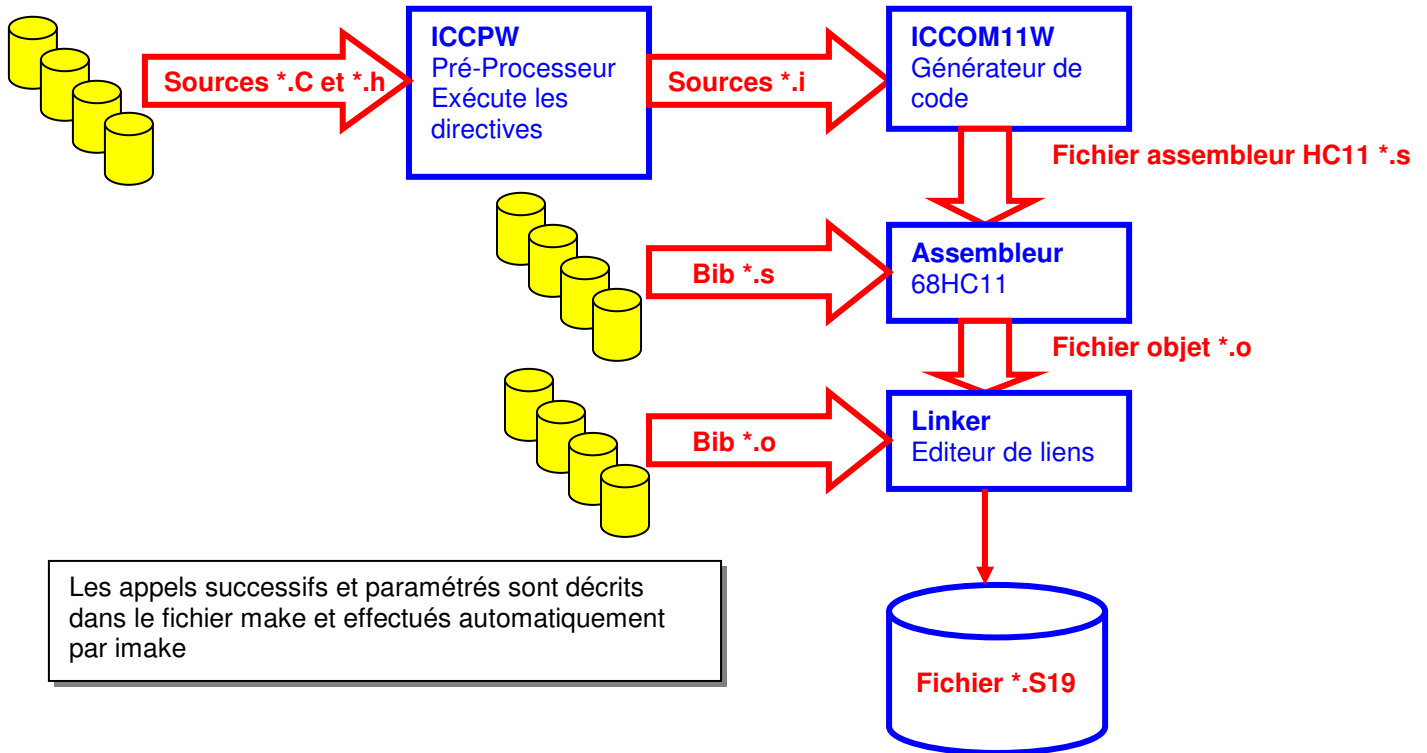 ICCPW
Pré-Processeur
Exécute les
directives
Sources *.C et *.h
Sources *.i
ICCOM11W
Générateur de
code
Fichier assembleur HC11 *.s
Bib *.s
Assembleur
68HC11
Fichier objet *.o
Bib *.o
Linker
Editeur de liens
Les appels successifs et paramétrés sont décrits
dans le fichier make et effectués automatiquement
par imake
Fichier *.S19